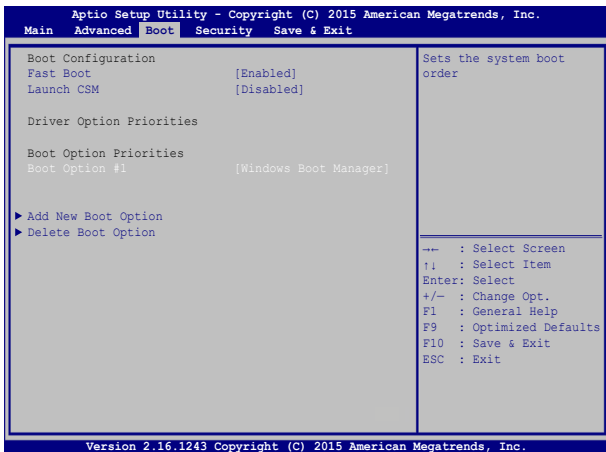 Aptio Setup Utility - Copyright (C) 2015 American Megatrends, Inc.
Main Advanced Boot Security Save & Exit
Boot Configuration
Fast Boot [Enabled]
Launch CSM [Disabled]
Driver Option Priorities
Boot Option Priorities
Boot Option #1 [Windows Boot Manager]
▶ Add New Boot Option
▶ Delete Boot Option
Sets the system boot
order
→← : Select Screen
↑↓ : Select Item
Enter: Select
+/— : Change Opt.
F1 : General Help
F9 : Optimized Defaults
F10 : Save & Exit
ESC : Exit
Version 2.16.1243 Copyright (C) 2015 American Megatrends, Inc.